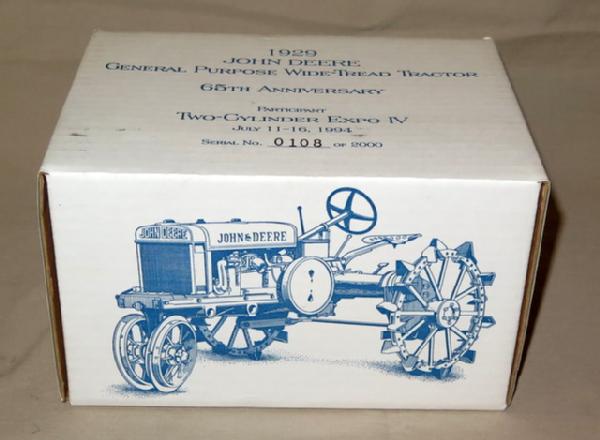 1929
JOHN DEERE
GENERAL PURPOSE WIDE-TREAD TRACTOR
65TH ANNIVERSARY
PARTICIPANT
TWO-CYLINDER EXPO IV
JULY 11-16, 1994
SERIAL NO. 0108 OF 2000
JOHN DEERE
JOHN DEERE